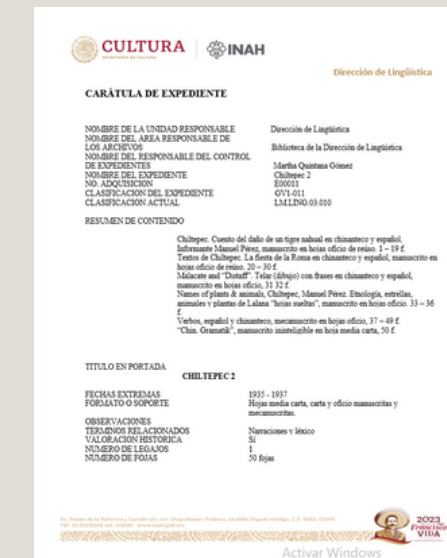 CULTURA
SECRETARÍA DE CULTURA
INAH
Dirección de Lingüística
CARÁTULA DE EXPEDIENTE
NOMBRE DE LA UNIDAD RESPONSABLE Dirección de Lingüística
NOMBRE DEL AREA RESPONSABLE DE
LOS ARCHIVOS Biblioteca de la Dirección de Lingüística
NOMBRE DEL RESPONSABLE DEL CONTROL
DE EXPEDIENTES Martha Quintana Gómez
NOMBRE DEL EXPEDIENTE Chiltepec 2
NO. ADQUISICION E00011
CLASIFICACION DEL EXPEDIENTE GV1-011
CLASIFICACION ACTUAL I.M.LING.03.010
RESUMEN DE CONTENIDO
Chiltepec. Cuento del daño de un tigre nahual en chinanteco y español.
Informante Manuel Pérez, manuscrito en hojas oficio de reúso. 1 – 19 f.
Textos de Chiltepec. La fiesta de la Roma en chinanteco y español, manuscrito en
hojas oficio de reúso. 20 – 30 f.
Malacate and "Distaff". Telar (dibujo) con frases en chinanteco y español,
manuscrito en hojas oficio, 31 32 f.
Names of plants & animals, Chiltepec, Manuel Pérez. Etnología, estrellas,
animales y plantas de Lalana "hojas sueltas", manuscrito en hojas oficio. 33 – 36
f.
Verbos, español y chinanteco, mecanuscrito en hojas oficio, 37 – 49 f.
"Chin. Gramatik", manuscrito ininteligible en hoja media carta, 50 f.
TITULO EN PORTADA
CHILTEPEC 2
FECHAS EXTREMAS 1935 - 1937
FORMATO O SOPORTE Hojas media carta, carta y oficio manuscritas y
mecanuscritas.
OBSERVACIONES
TERMINOS RELACIONADOS Narraciones y léxico
VALORACION HISTORICA Sí
NUMERO DE LEGAJOS 1
NUMERO DE FOJAS 50 fojas
2023
Francisco
VILLA
Activar Windows